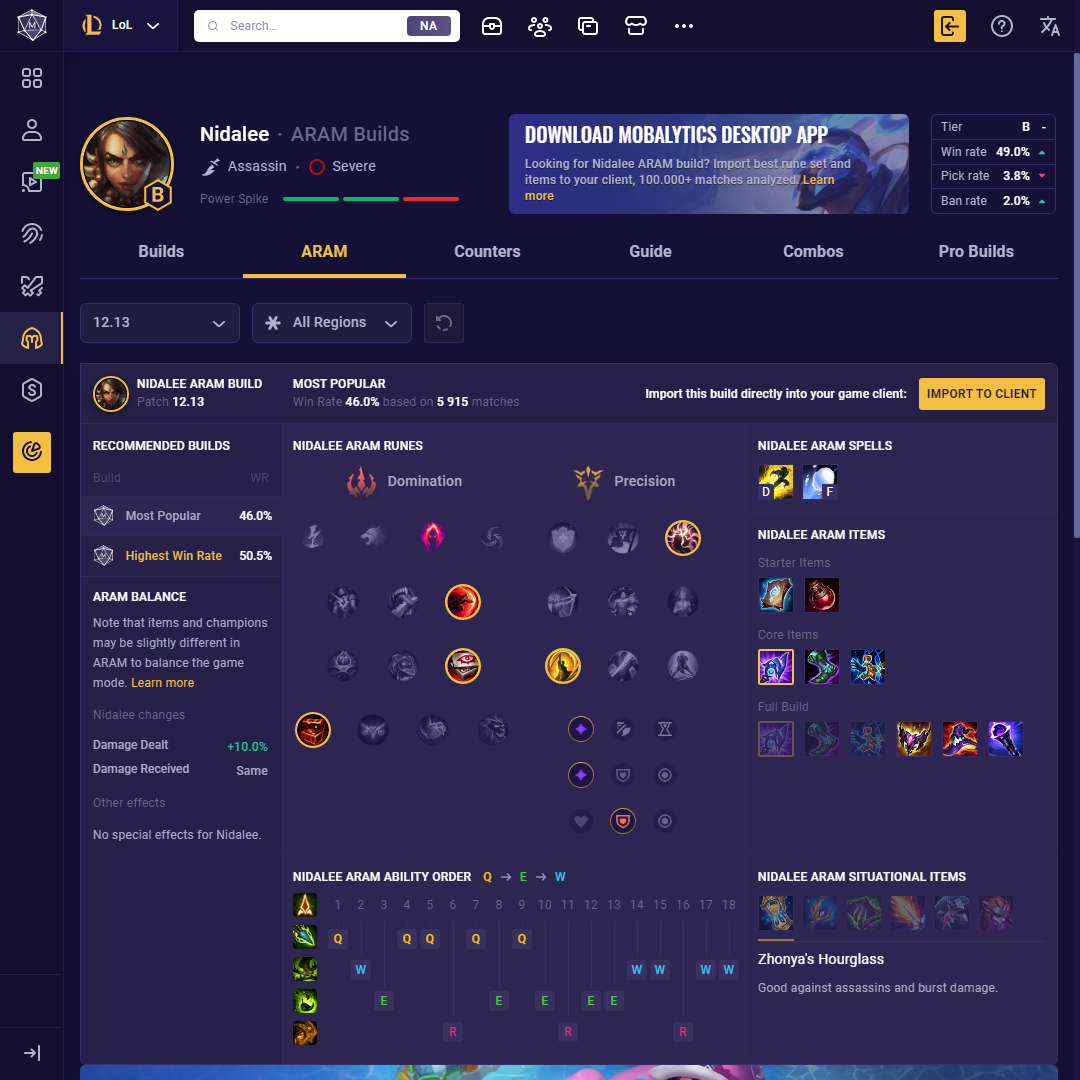 LoL
Search...
NA
NEW
Nidalee · ARAM Builds
Assassin · Severe
Power Spike
B
DOWNLOAD MOBALYTICS DESKTOP APP
Looking for Nidalee ARAM build? Import best rune set and
items to your client, 100.000+ matches analyzed. Learn
more
Tier B -
Win rate 49.0%
Pick rate 3.8%
Ban rate 2.0%
Builds
ARAM
Counters
Guide
Combos
Pro Builds
12.13
All Regions
NIDALEE ARAM BUILD
Patch 12.13
MOST POPULAR
Win Rate 46.0% based on 5 915 matches
Import this build directly into your game client:
IMPORT TO CLIENT
RECOMMENDED BUILDS
Build WR
Most Popular 46.0%
Highest Win Rate 50.5%
ARAM BALANCE
Note that items and champions
may be slightly different in
ARAM to balance the game
mode. Learn more
Nidalee changes
Damage Dealt +10.0%
Damage Received Same
Other effects
No special effects for Nidalee.
NIDALEE ARAM RUNES
Domination
Precision
NIDALEE ARAM SPELLS
D F
NIDALEE ARAM ITEMS
Starter Items
Core Items
Full Build
NIDALEE ARAM ABILITY ORDER Q → E → W
1 2 3 4 5 6 7 8 9 10 11 12 13 14 15 16 17 18
Q Q Q Q Q
W W W W W
E E E E E
R R R
NIDALEE ARAM SITUATIONAL ITEMS
Zhonya's Hourglass
Good against assassins and burst damage.